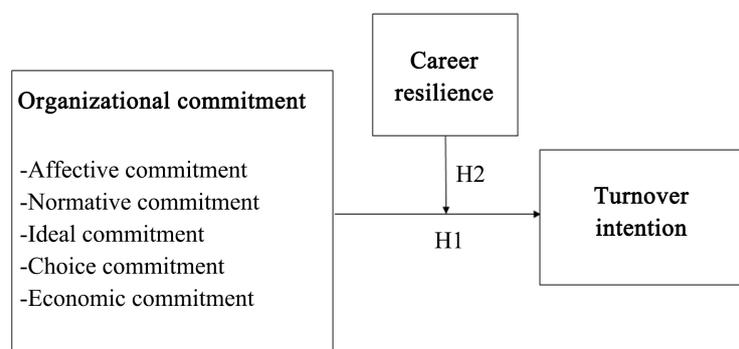 Career
resilience
Organizational commitment
-Affective commitment
-Normative commitment
-Ideal commitment
-Choice commitment
-Economic commitment
H2
H1
Turnover
intention